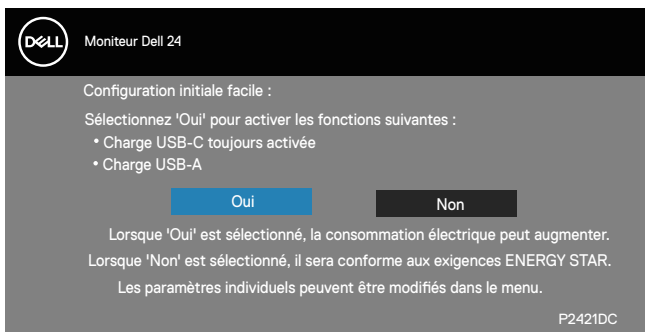 DELL
Moniteur Dell 24
Configuration initiale facile :
Sélectionnez 'Oui' pour activer les fonctions suivantes :
• Charge USB-C toujours activée
• Charge USB-A
Oui
Non
Lorsque 'Oui' est sélectionné, la consommation électrique peut augmenter.
Lorsque 'Non' est sélectionné, il sera conforme aux exigences ENERGY STAR.
Les paramètres individuels peuvent être modifiés dans le menu.
P2421DC